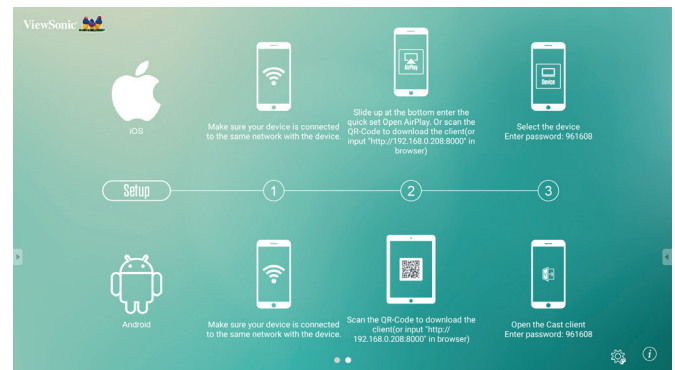 ViewSonic
AirPlay
Device
iOS
Make sure your device is connected
to the same network with the device.
Slide up at the bottom enter the
quick set Open AirPlay. Or scan the
QR-Code to download the client(or
input "http://192.168.0.208:8000" in
browser)
Select the device
Enter password: 961608
Setup
1
2
3
Android
Make sure your device is connected
to the same network with the device.
Scan the QR-Code to download the
client(or input "http://
192.168.0.208:8000" in browser)
Open the Cast client
Enter password: 961608